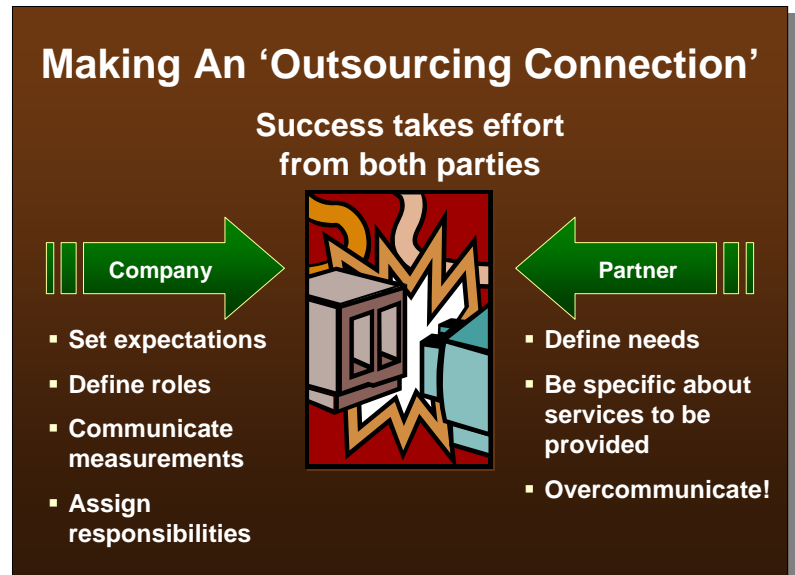 Making An ‘Outsourcing Connection’
Success takes effort
from both parties
Company
▪ Set expectations
▪ Define roles
▪ Communicate
measurements
▪ Assign
responsibilities
Partner
▪ Define needs
▪ Be specific about
services to be
provided
▪ Overcommunicate!